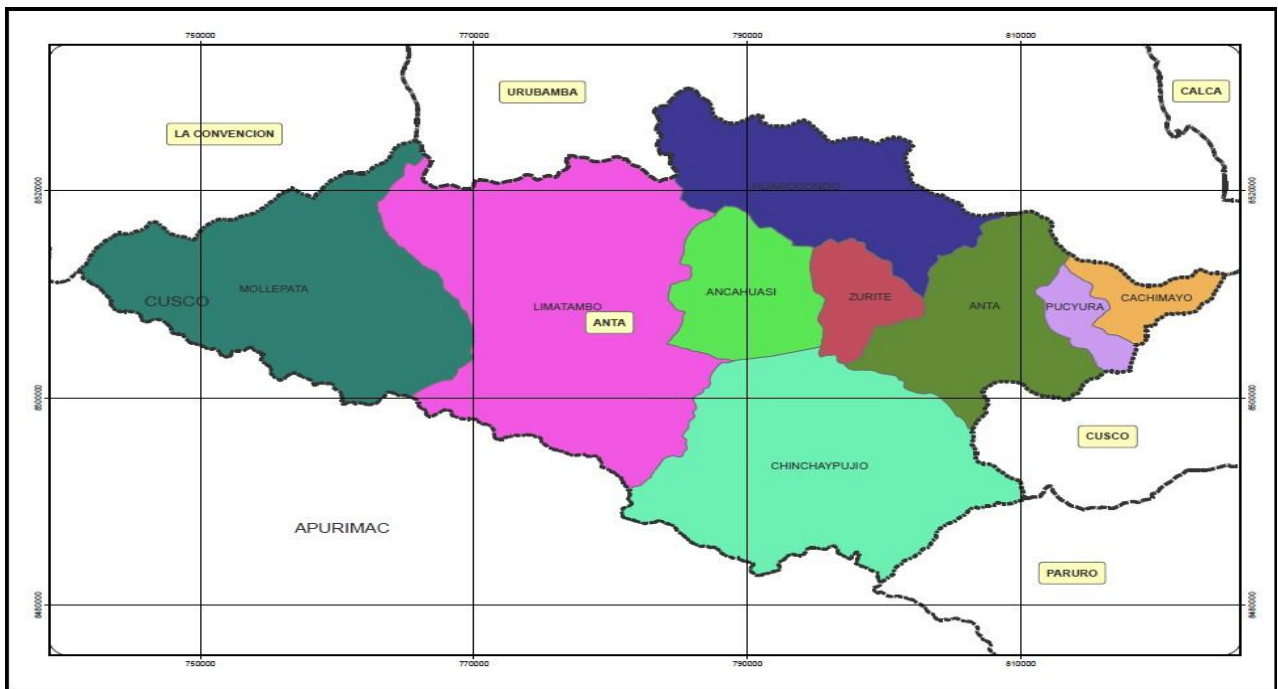 750000 770000 790000 810000
URUBAMBA
CALCA
LA CONVENCION
8520000 8520000
HUAROCONDO
MOLLEPATA
CUSCO
LIMATAMBO
ANCAHUASI
ZURITE
ANTA
PUCYURA
CACHIMAYO
ANTA
8500000 8500000
CUSCO
CHINCHAYPUJIO
APURIMAC
PARURO
8480000 8480000
750000 770000 790000 810000